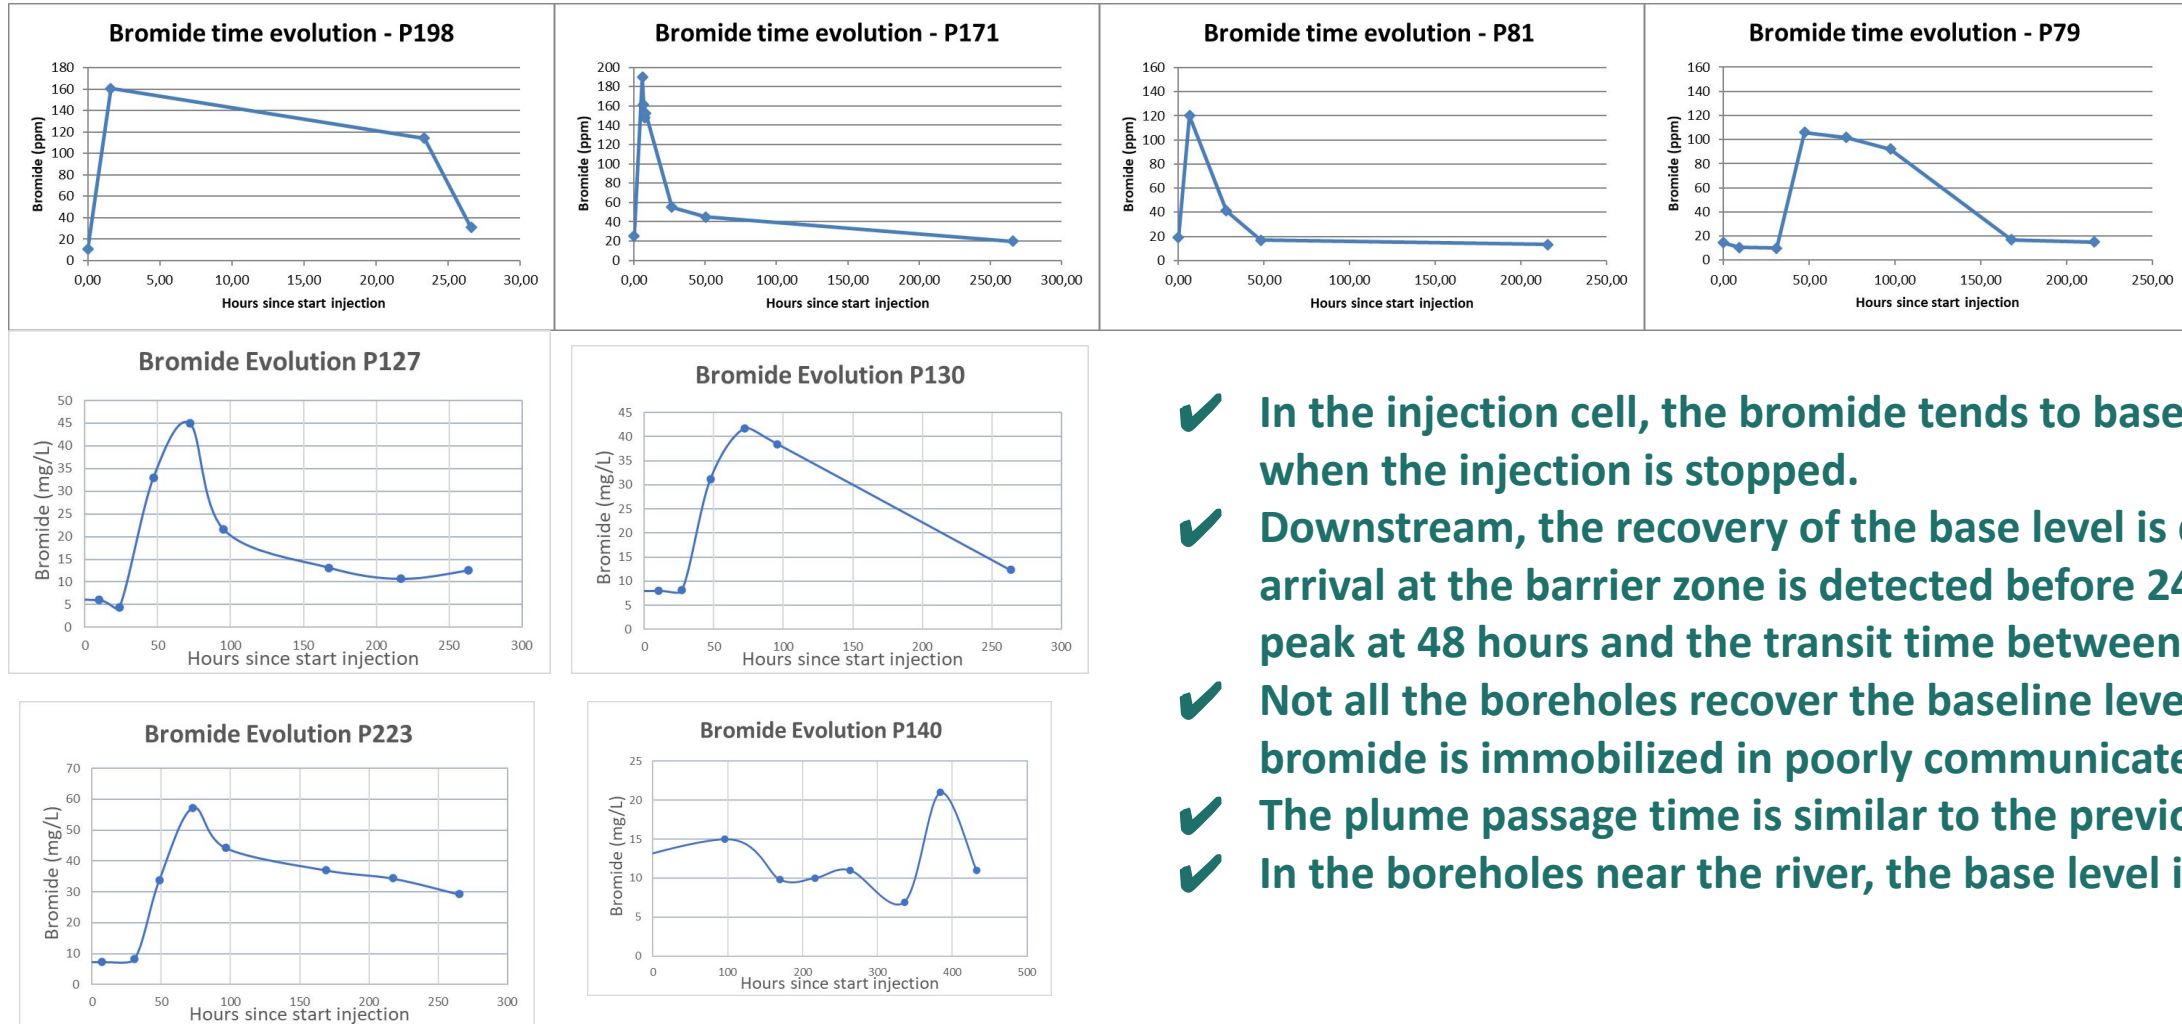 Bromide time evolution - P198
180
160
140
120
100
80
60
40
20
0
Bromide (ppm)
0,00 5,00 10,00 15,00 20,00 25,00 30,00
Hours since start injection
Bromide time evolution - P171
200
180
160
140
120
100
80
60
40
20
0
Bromide (ppm)
0,00 50,00 100,00 150,00 200,00 250,00 300,00
Hours since start injection
Bromide time evolution - P81
160
140
120
100
80
60
40
20
0
Bromide (ppm)
0,00 50,00 100,00 150,00 200,00 250,00
Hours since start injection
Bromide time evolution - P79
160
140
120
100
80
60
40
20
0
Bromide (ppm)
0,00 50,00 100,00 150,00 200,00 250,00
Hours since start injection
Bromide Evolution P127
50
45
40
35
30
25
20
15
10
5
0
Bromide (mg/L)
0 50 100 150 200 250 300
Hours since start injection
Bromide Evolution P130
45
40
35
30
25
20
15
10
5
0
Bromide (mg/L)
0 50 100 150 200 250 300
Hours since start injection
Bromide Evolution P223
70
60
50
40
30
20
10
0
Bromide (mg/L)
0 50 100 150 200 250 300
Hours since start injection
Bromide Evolution P140
25
20
15
10
5
0
Bromide (mg/L)
0 100 200 300 400 500
Hours since start injection
✔ In the injection cell, the bromide tends to base
when the injection is stopped.
✔ Downstream, the recovery of the base level is
arrival at the barrier zone is detected before 24
peak at 48 hours and the transit time between
✔ Not all the boreholes recover the baseline leve
bromide is immobilized in poorly communicate
✔ The plume passage time is similar to the previo
✔ In the boreholes near the river, the base level i